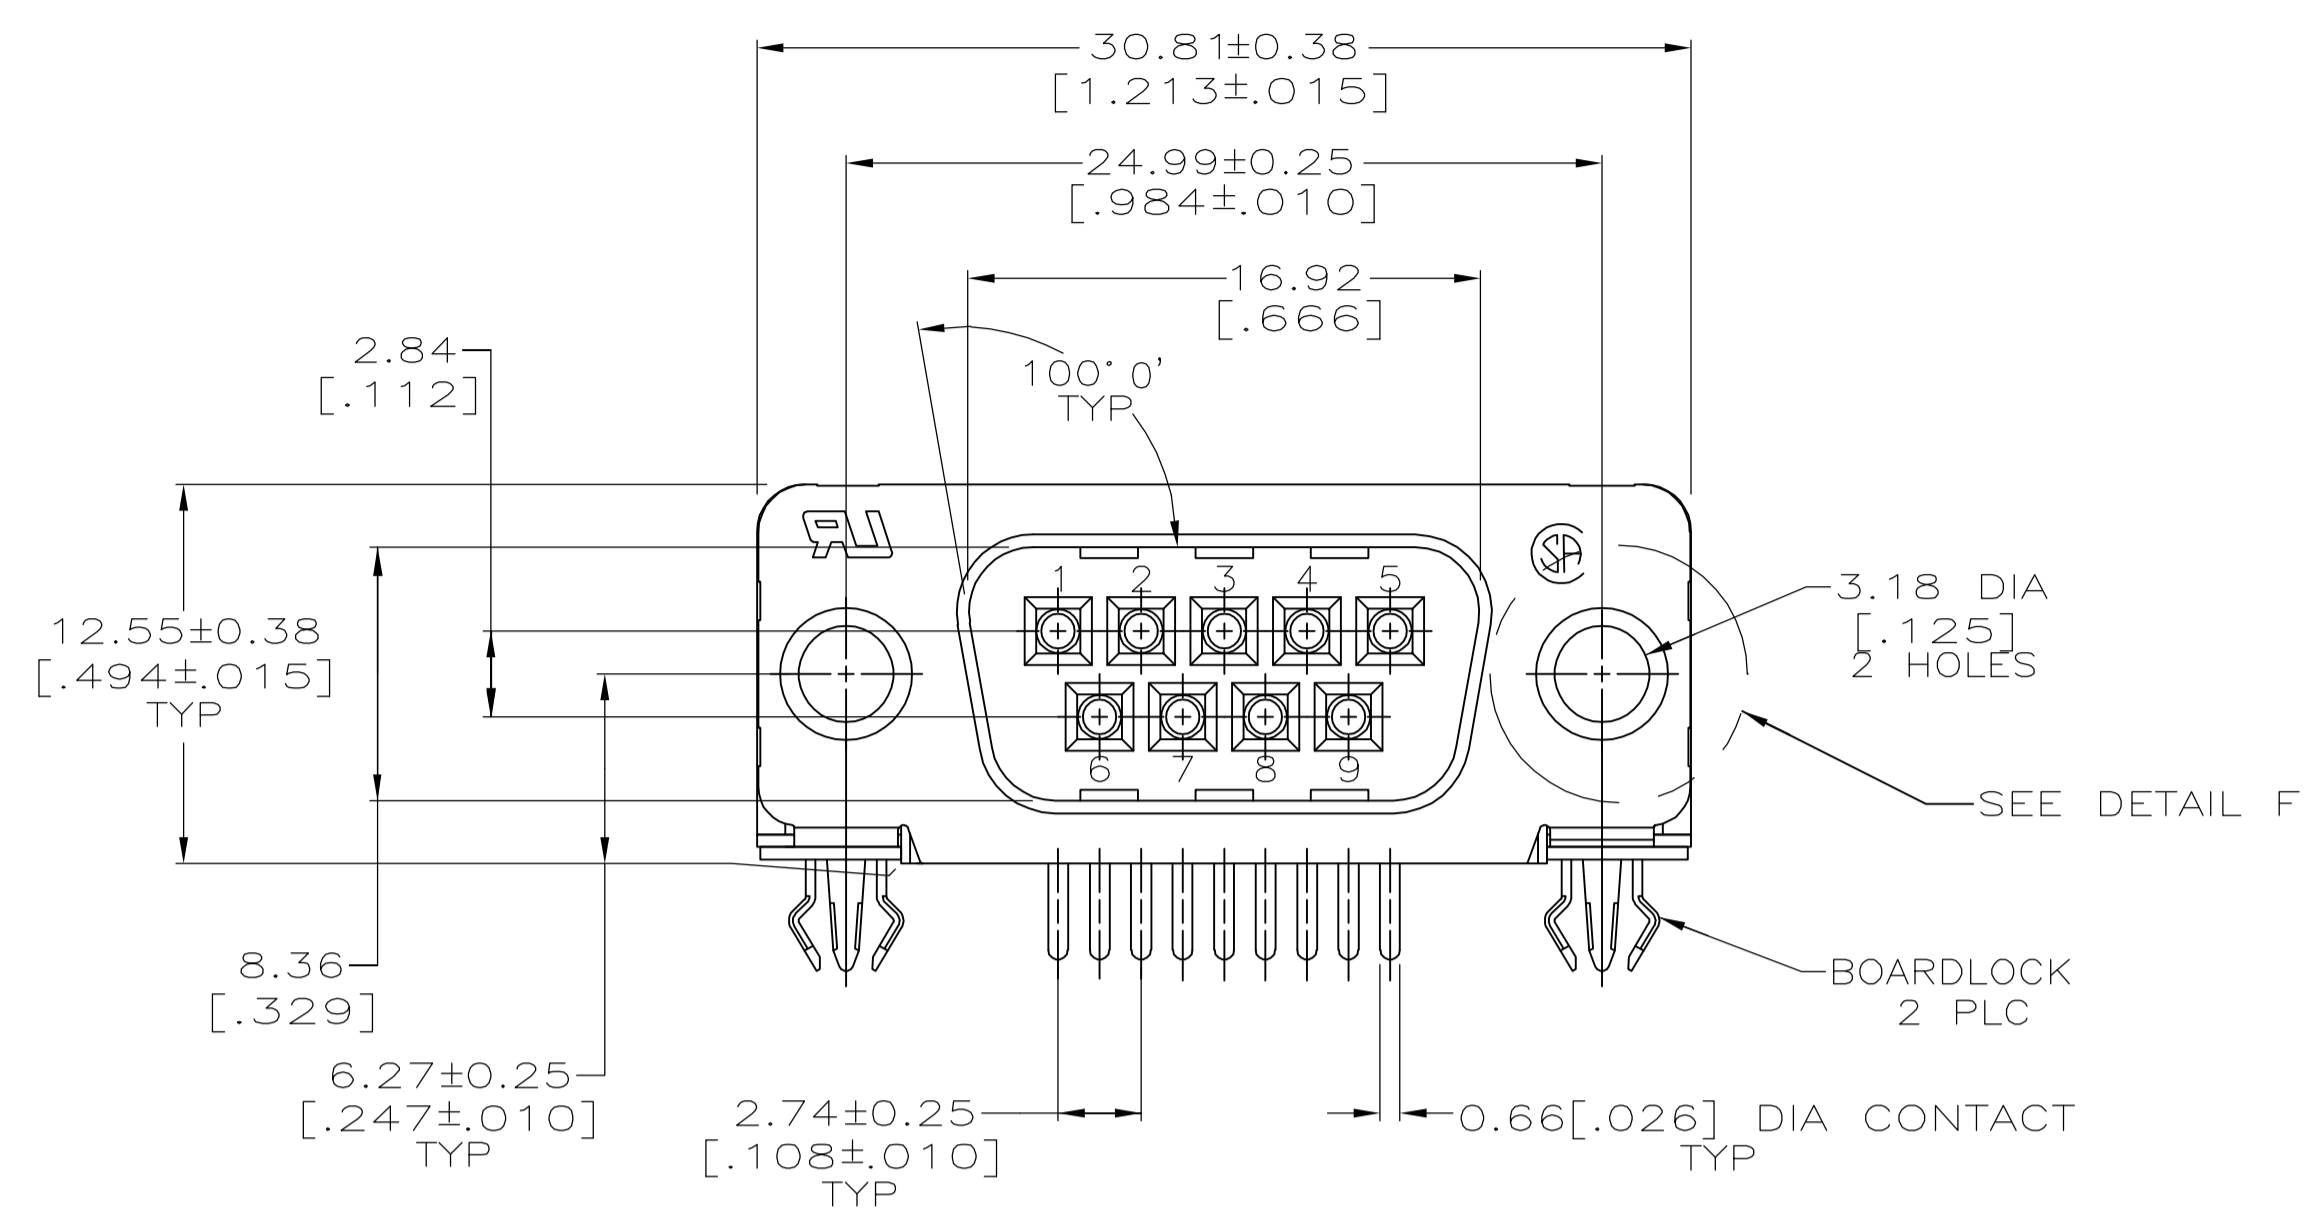 30.81±0.38
[1.213±.015]
24.99±0.25
[.984±.010]
16.92
[.666]
2.84
[.112]
100° 0'
TYP
12.55±0.38
[.494±.015]
TYP
1 2 3 4 5
6 7 8 9
3.18 DIA
[.125]
2 HOLES
SEE DETAIL F
8.36
[.329]
BOARDLOCK
2 PLC
6.27±0.25
[.247±.010]
TYP
2.74±0.25
[.108±.010]
TYP
0.66[.026] DIA CONTACT
TYP